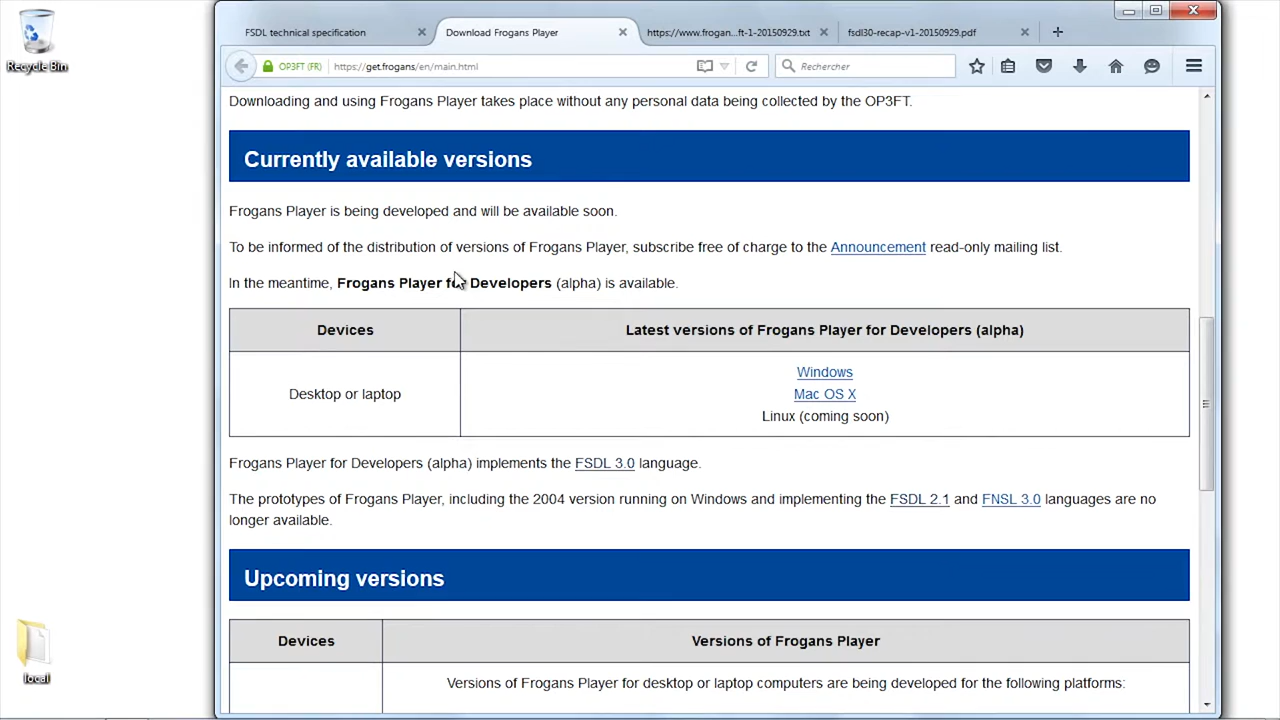 Recycle Bin
local
FSDL technical specification
Download Frogans Player
https://www.frogan...ft-1-20150929.txt
fsdl30-recap-v1-20150929.pdf
OP3FT (FR)
https://get.frogans/en/main.html
Rechercher
Downloading and using Frogans Player takes place without any personal data being collected by the OP3FT.
Currently available versions
Frogans Player is being developed and will be available soon.
To be informed of the distribution of versions of Frogans Player, subscribe free of charge to the Announcement read-only mailing list.
In the meantime, Frogans Player for Developers (alpha) is available.
Devices
Latest versions of Frogans Player for Developers (alpha)
Desktop or laptop
Windows
Mac OS X
Linux (coming soon)
Frogans Player for Developers (alpha) implements the FSDL 3.0 language.
The prototypes of Frogans Player, including the 2004 version running on Windows and implementing the FSDL 2.1 and FNSL 3.0 languages are no
longer available.
Upcoming versions
Devices
Versions of Frogans Player
Versions of Frogans Player for desktop or laptop computers are being developed for the following platforms: